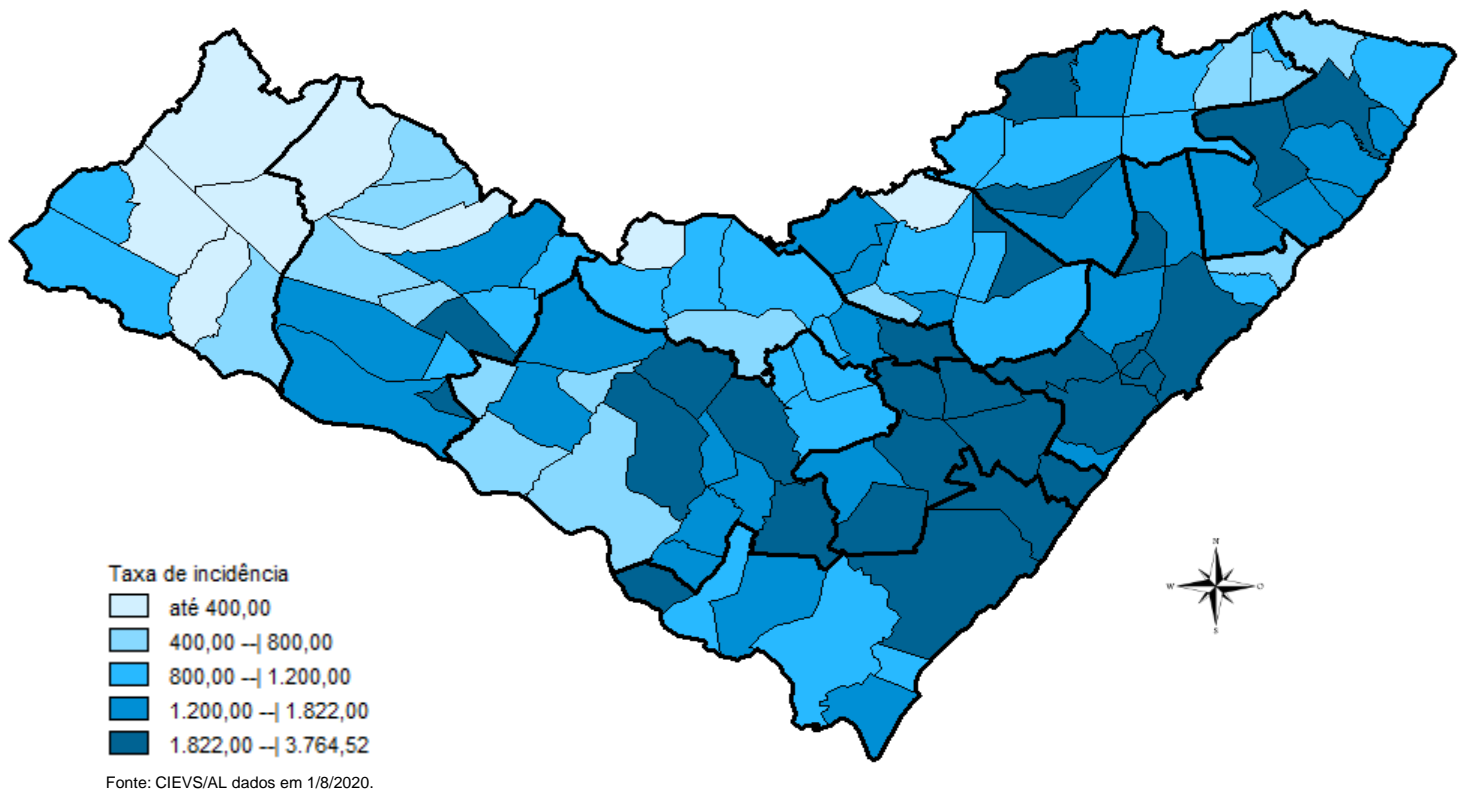 Taxa de incidência
até 400,00
400,00 --| 800,00
800,00 --| 1.200,00
1.200,00 --| 1.822,00
1.822,00 --| 3.764,52
Fonte: CIEVS/AL dados em 1/8/2020.
N
W
O
S